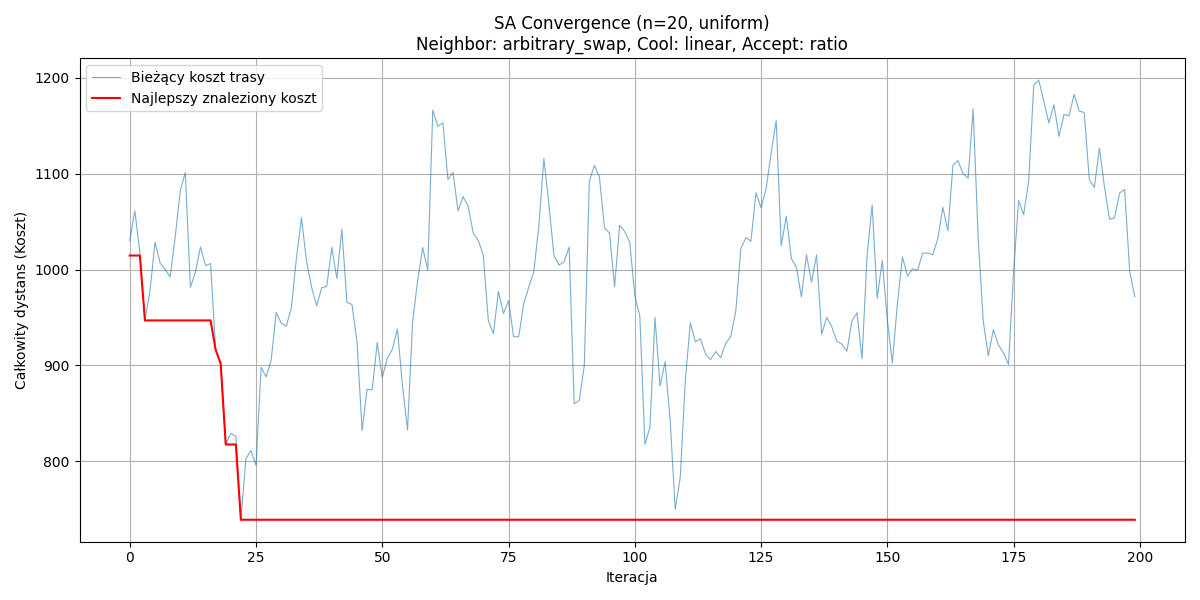 SA Convergence (n=20, uniform)
Neighbor: arbitrary_swap, Cool: linear, Accept: ratio
Bieżący koszt trasy
Najlepszy znaleziony koszt
Całkowity dystans (Koszt)
1200
1100
1000
900
800
0 25 50 75 100 125 150 175 200
Iteracja